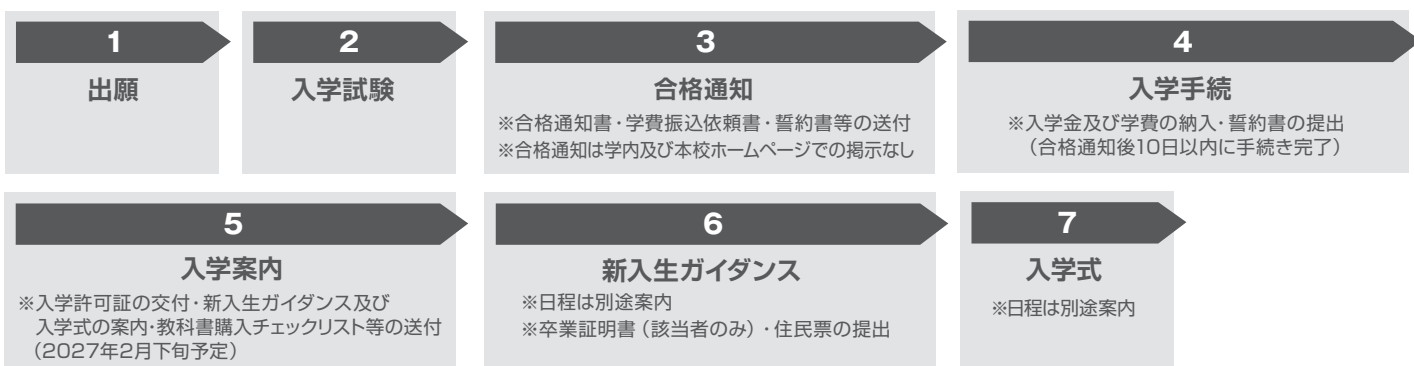 1
出願
2
入学試験
3
合格通知
※合格通知書・学費振込依頼書・誓約書等の送付
※合格通知は学内及び本校ホームページでの掲示なし
4
入学手続
※入学金及び学費の納入・誓約書の提出
（合格通知後10日以内に手続き完了）
5
入学案内
※入学許可証の交付・新入生ガイダンス及び
入学式の案内・教科書購入チェックリスト等の送付
（2027年2月下旬予定）
6
新入生ガイダンス
※日程は別途案内
※卒業証明書（該当者のみ）・住民票の提出
7
入学式
※日程は別途案内